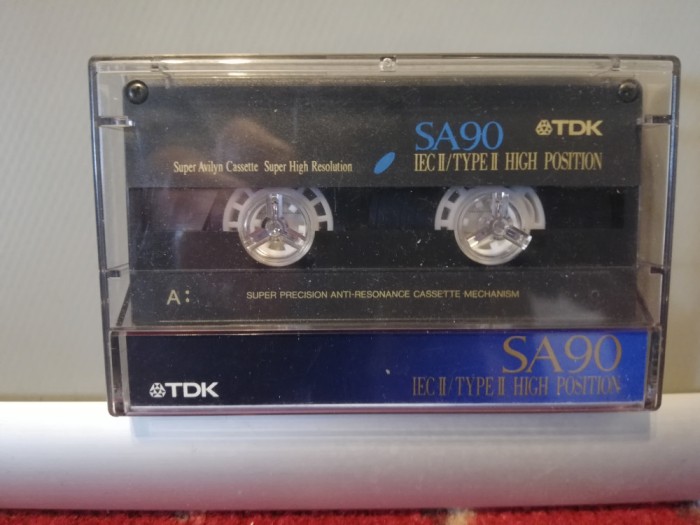 SA90 TDK
Super Avilyn Cassette Super High Resolution IEC II/TYPE II HIGH POSITION
A:
SUPER PRECISION ANTI-RESONANCE CASSETTE MECHANISM
SA90
TDK IEC II/TYPE II HIGH POSITION